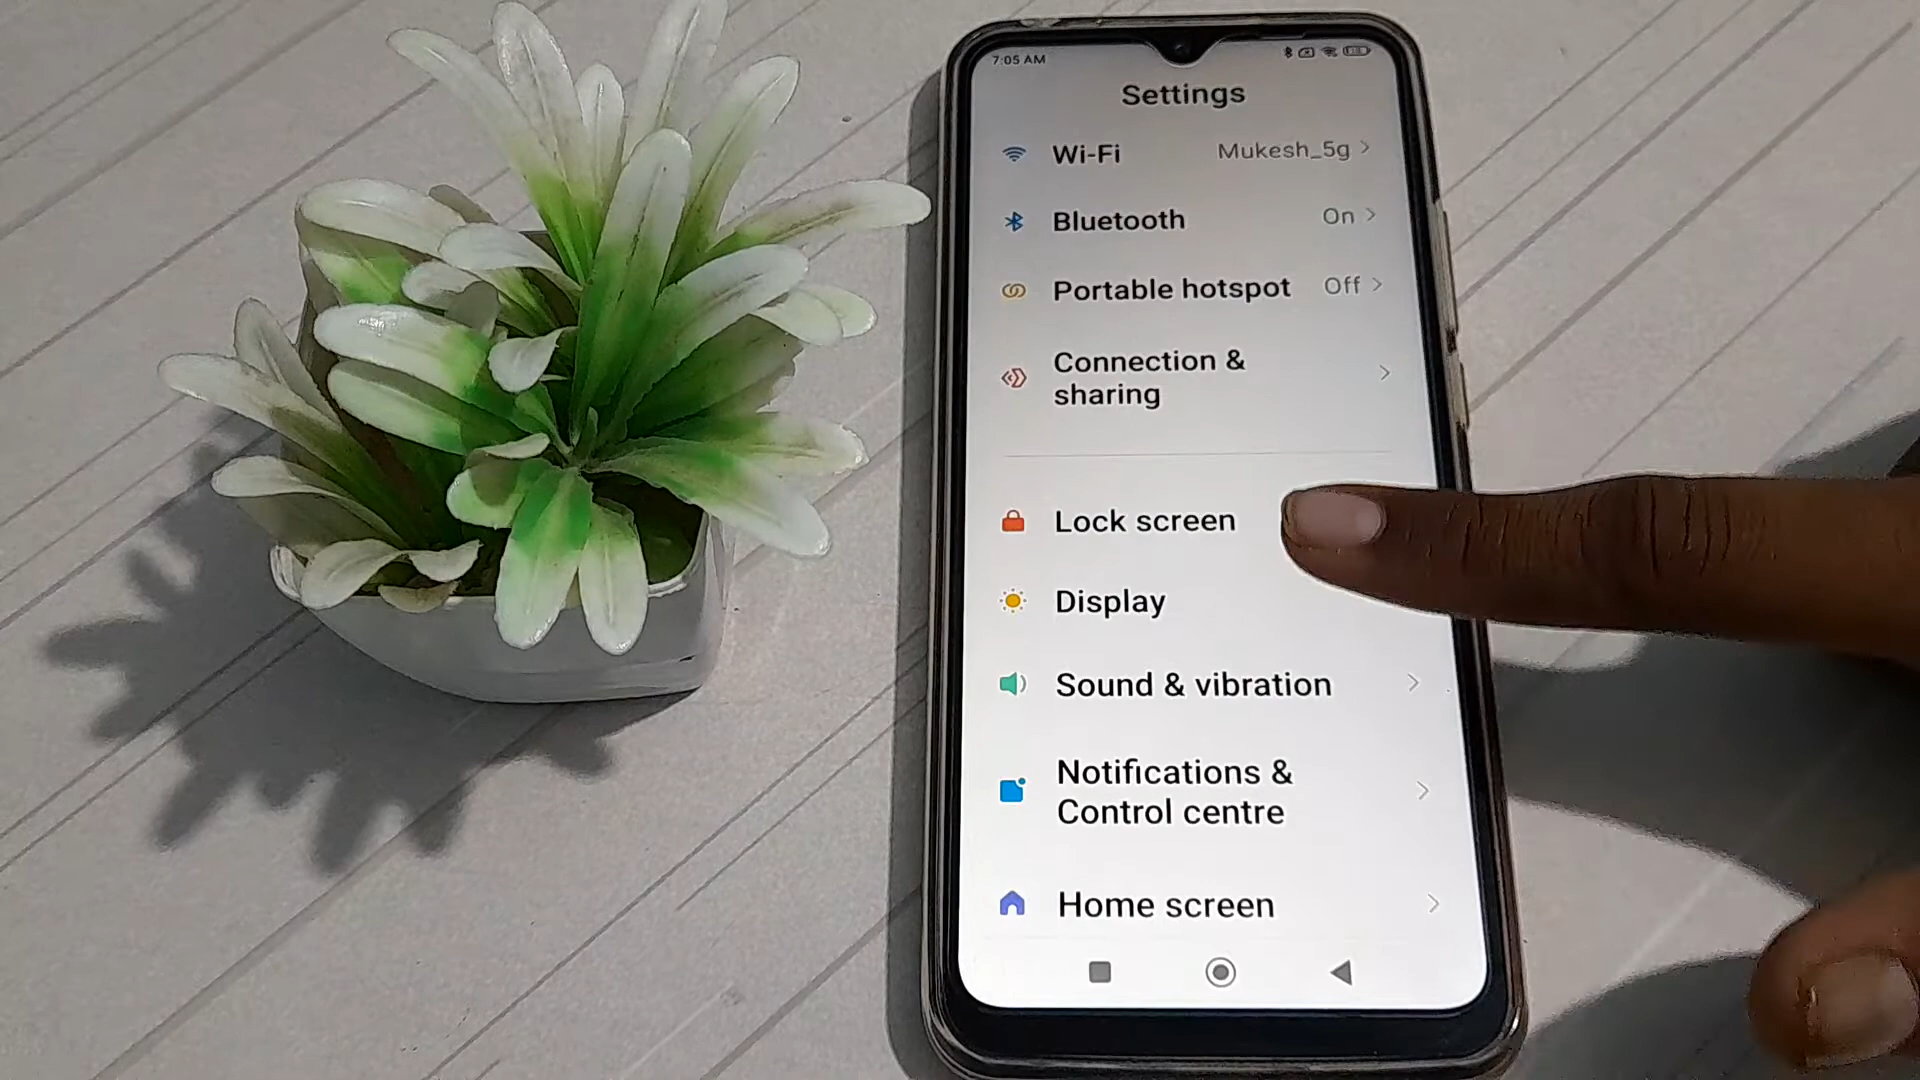 7:05 AM
Settings
Wi-Fi Mukesh_5g
Bluetooth On
Portable hotspot Off
Connection &
sharing
Lock screen
Display
Sound & vibration
Notifications &
Control centre
Home screen